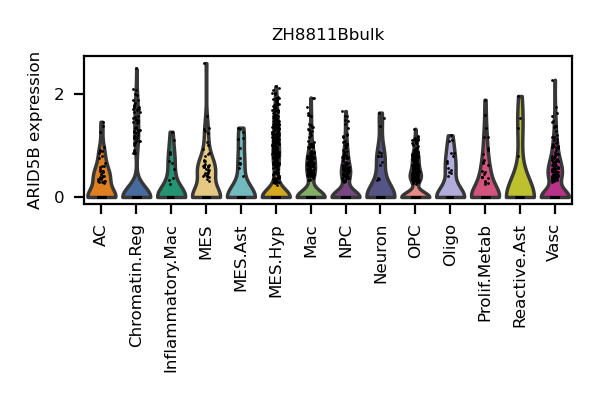 ZH8811Bbulk
ARID5B expression
2
0
AC
Chromatin.Reg
Inflammatory.Mac
MES
MES.Ast
MES.Hyp
Mac
NPC
Neuron
OPC
Oligo
Prolif.Metab
Reactive.Ast
Vasc